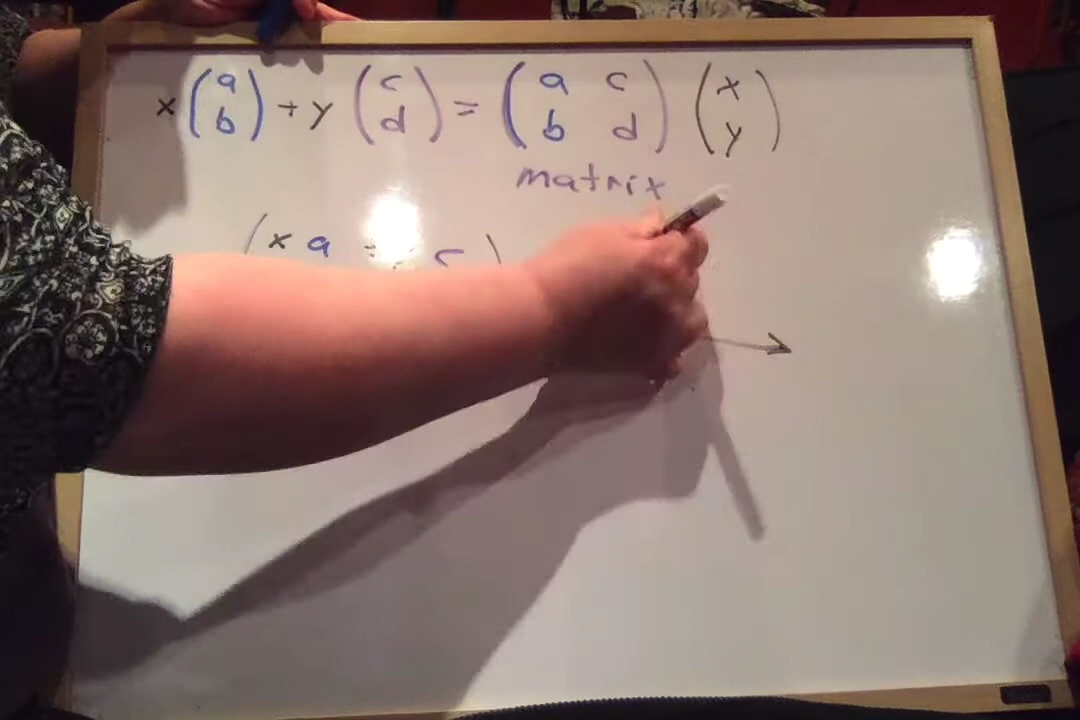 x(a b) + y(c d) = (a c b d)(x y)
matrix
(x a c)